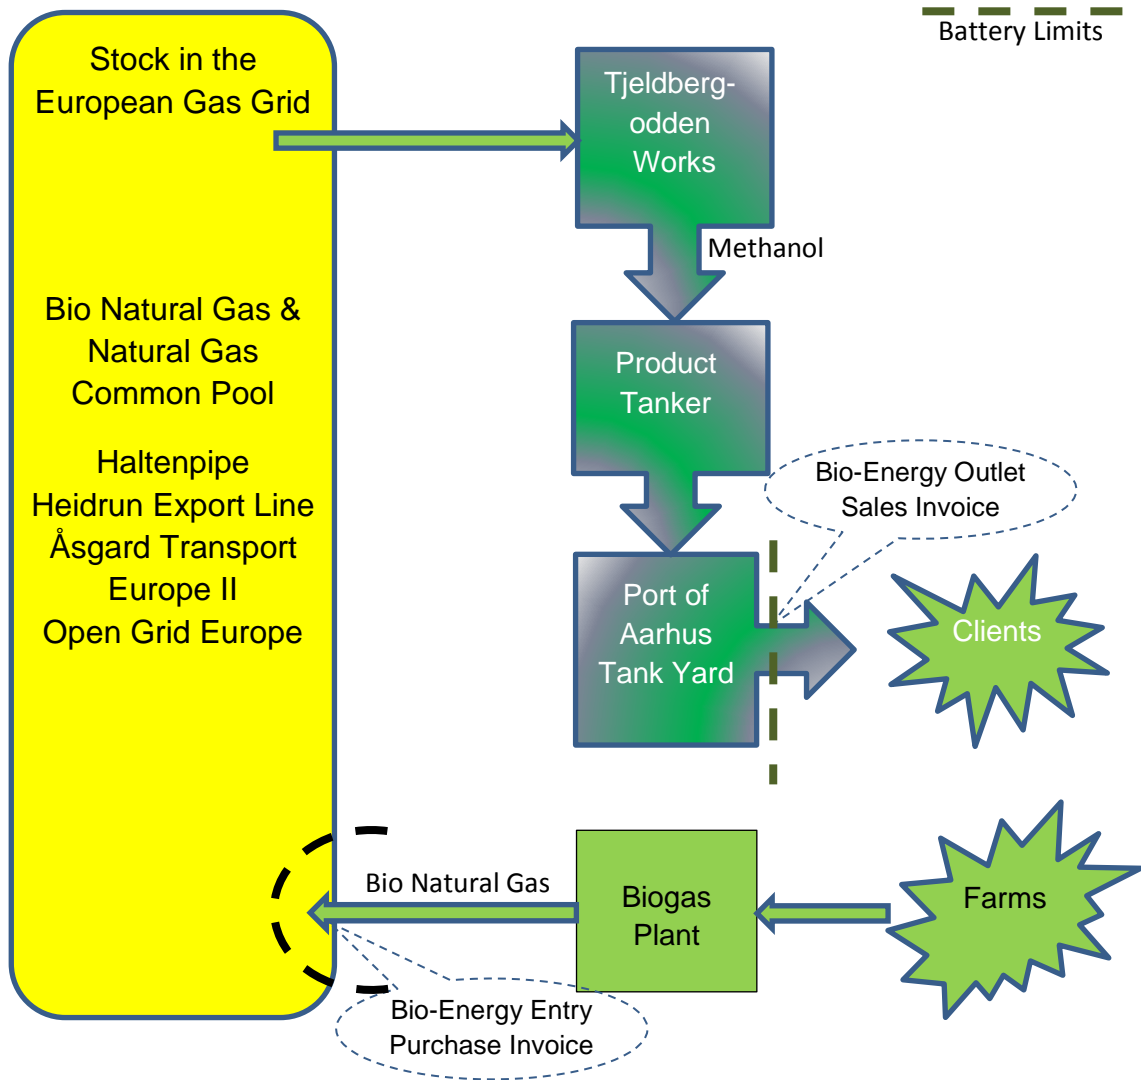 Battery Limits
Stock in the
European Gas Grid
Bio Natural Gas &
Natural Gas
Common Pool
Haltenpipe
Heidrun Export Line
Åsgard Transport
Europe II
Open Grid Europe
Tjeldberg-
odden
Works
Methanol
Product
Tanker
Bio-Energy Outlet
Sales Invoice
Port of
Aarhus
Tank Yard
Clients
Bio Natural Gas
Biogas
Plant
Farms
Bio-Energy Entry
Purchase Invoice